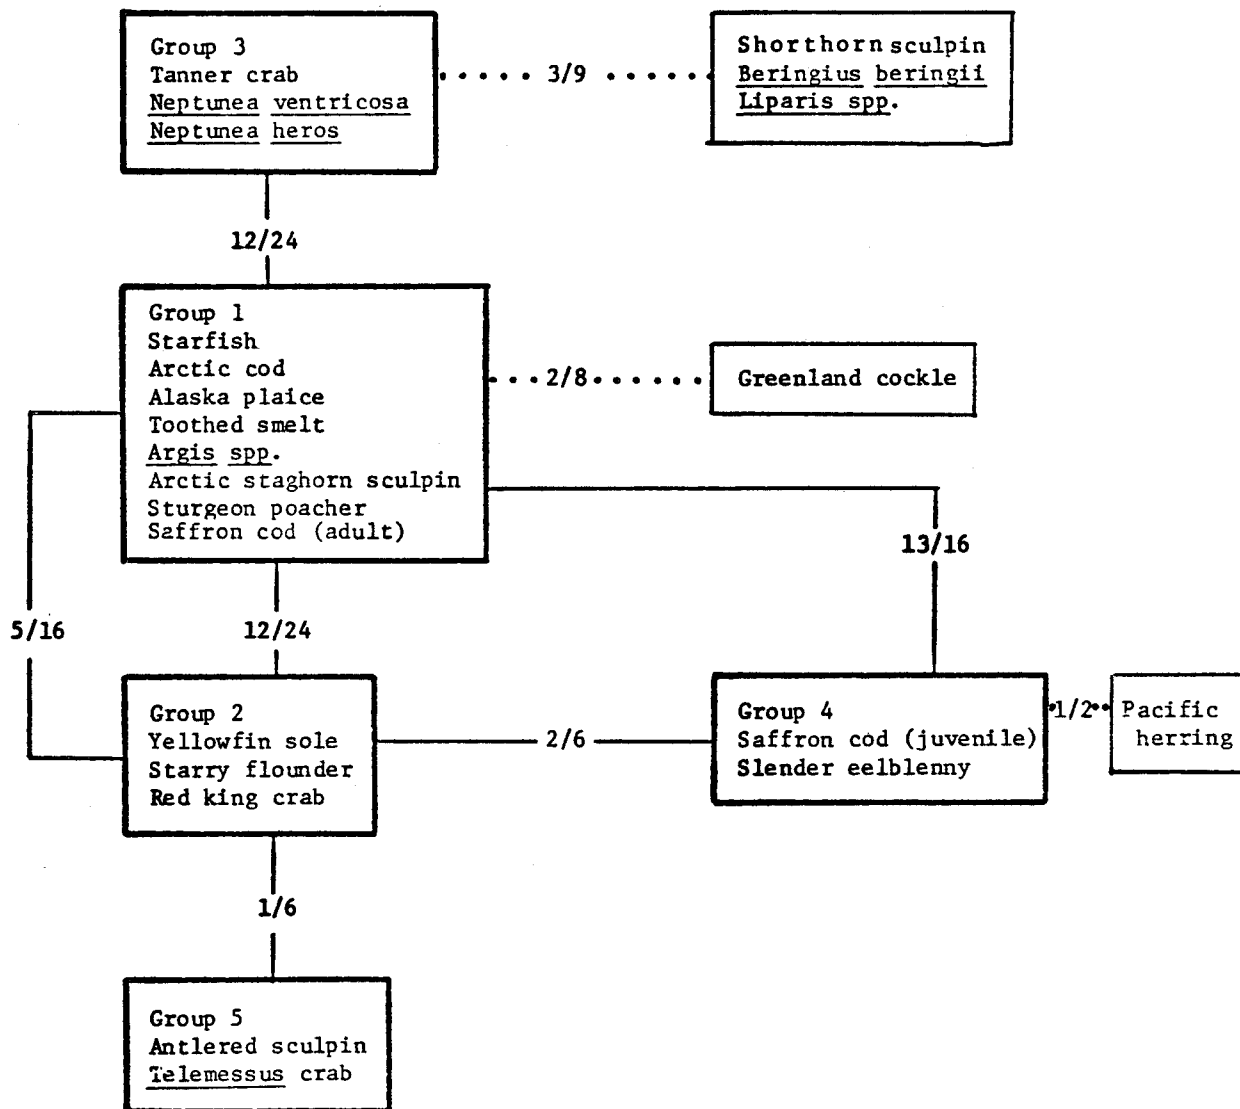 Group 3
Tanner crab
Neptunea ventricosa
Neptunea heros
3/9
Shorthorn sculpin
Beringius beringii
Liparis spp.
12/24
Group 1
Starfish
Arctic cod
Alaska plaice
Toothed smelt
Argis spp.
Arctic staghorn sculpin
Sturgeon poacher
Saffron cod (adult)
2/8
Greenland cockle
13/16
5/16
12/24
Group 2
Yellowfin sole
Starry flounder
Red king crab
2/6
Group 4
Saffron cod (juvenile)
Slender eelblenny
1/2
Pacific
herring
1/6
Group 5
Antlered sculpin
Telemessus crab